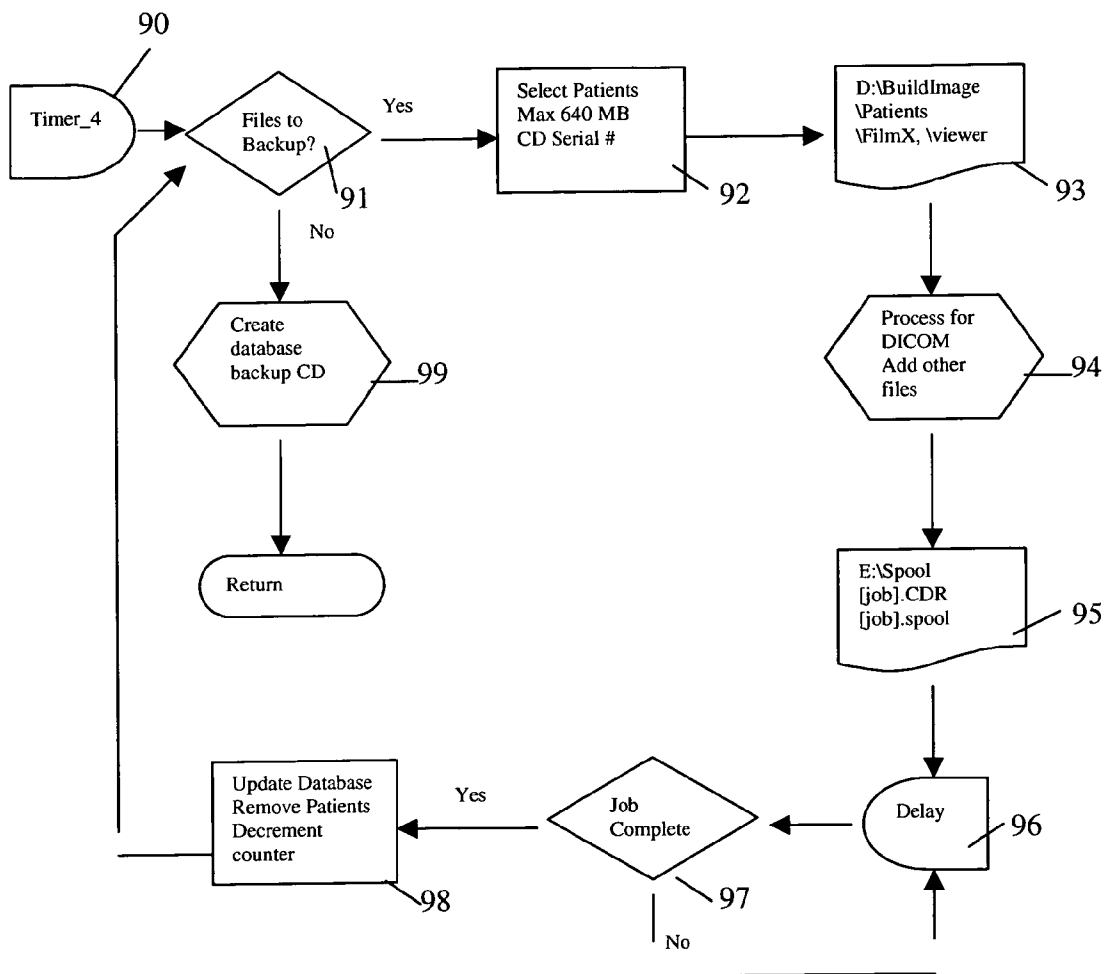 90
Timer_4
Files to
Backup?
91
Yes
No
Select Patients
Max 640 MB
CD Serial #
92
D:\BuildImage
\Patients
\FilmX, \viewer
93
Create
database
backup CD
99
Process for
DICOM
Add other
files
94
Return
E:\Spool
[job].CDR
[job].spool
95
Delay
96
Job
Complete
97
Yes
No
Update Database
Remove Patients
Decrement
counter
98